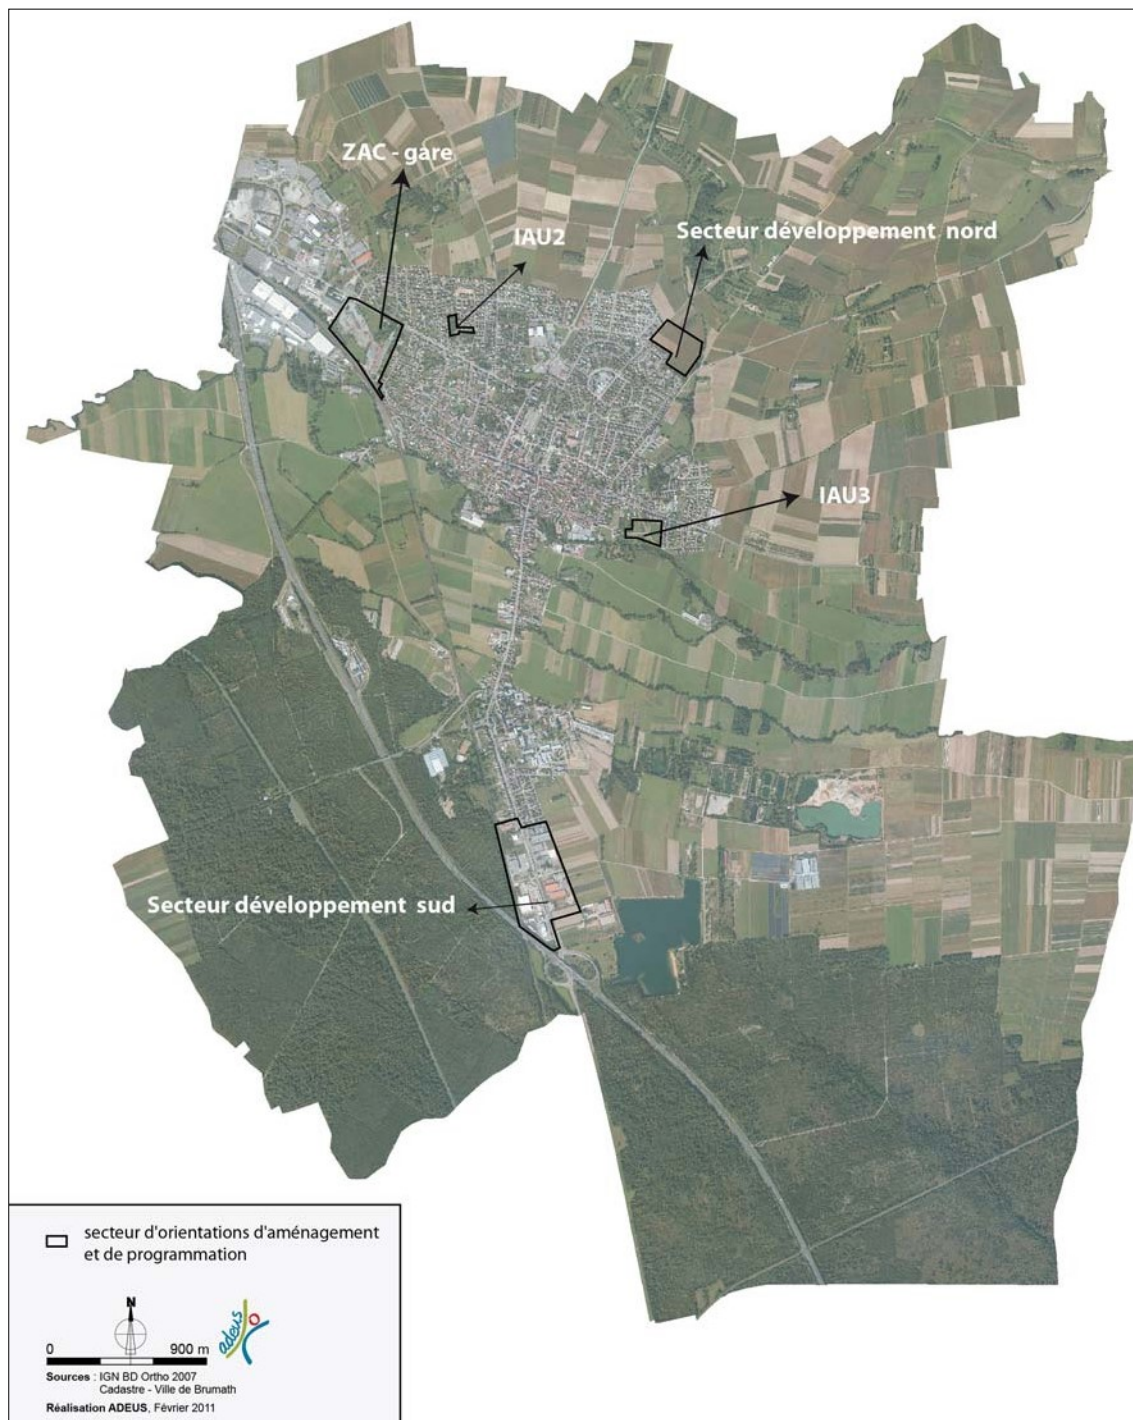 ZAC - gare
IAU2
Secteur développement nord
IAU3
Secteur développement sud
secteur d'orientations d'aménagement
et de programmation
N
0 900 m
adeus
Sources : IGN BD Ortho 2007
Cadastre - Ville de Brumath
Réalisation ADEUS, Février 2011